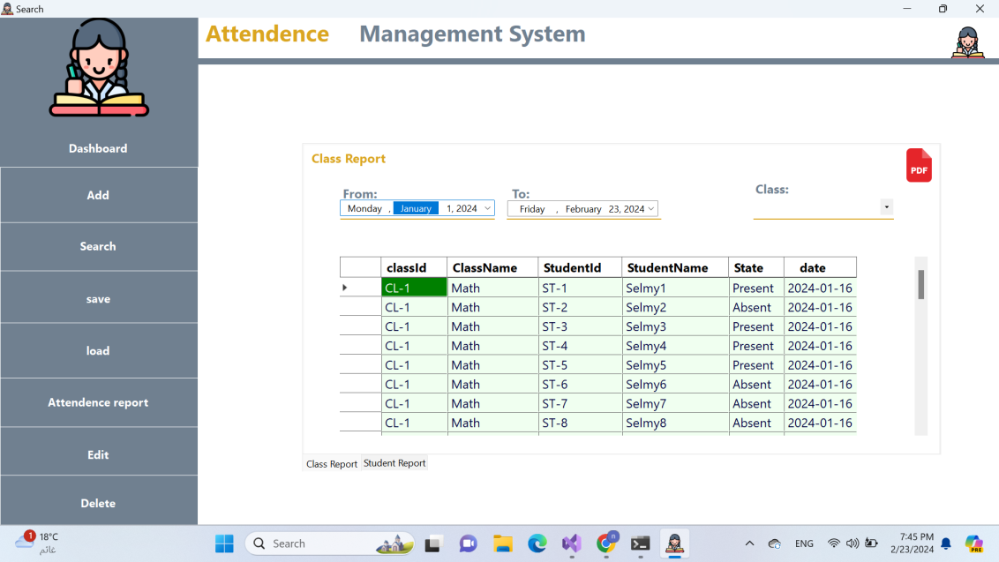 Search
Attendence Management System
Dashboard
Add
Search
save
load
Attendence report
Edit
Delete
Class Report
PDF
From:
To:
Class:
Monday , January 1, 2024
Friday , February 23, 2024
classId ClassName StudentId StudentName State date
CL-1 Math ST-1 Selmy1 Present 2024-01-16
CL-1 Math ST-2 Selmy2 Absent 2024-01-16
CL-1 Math ST-3 Selmy3 Present 2024-01-16
CL-1 Math ST-4 Selmy4 Present 2024-01-16
CL-1 Math ST-5 Selmy5 Present 2024-01-16
CL-1 Math ST-6 Selmy6 Absent 2024-01-16
CL-1 Math ST-7 Selmy7 Absent 2024-01-16
CL-1 Math ST-8 Selmy8 Absent 2024-01-16
Class Report Student Report
1
18°C
غائم
Search
n
ENG
7:45 PM
2/23/2024
PRE